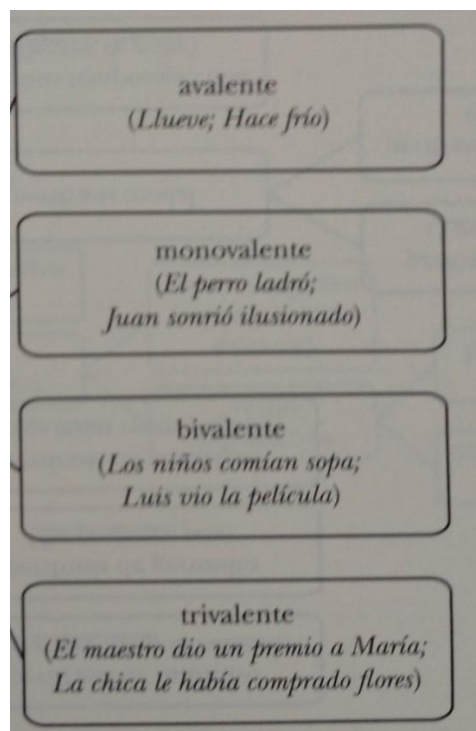 avalente
(Llueve; Hace frío)
monovalente
(El perro ladró;
Juan sonrió ilusionado)
bivalente
(Los niños comían sopa;
Luis vio la película)
trivalente
(El maestro dio un premio a María;
La chica le había comprado flores)